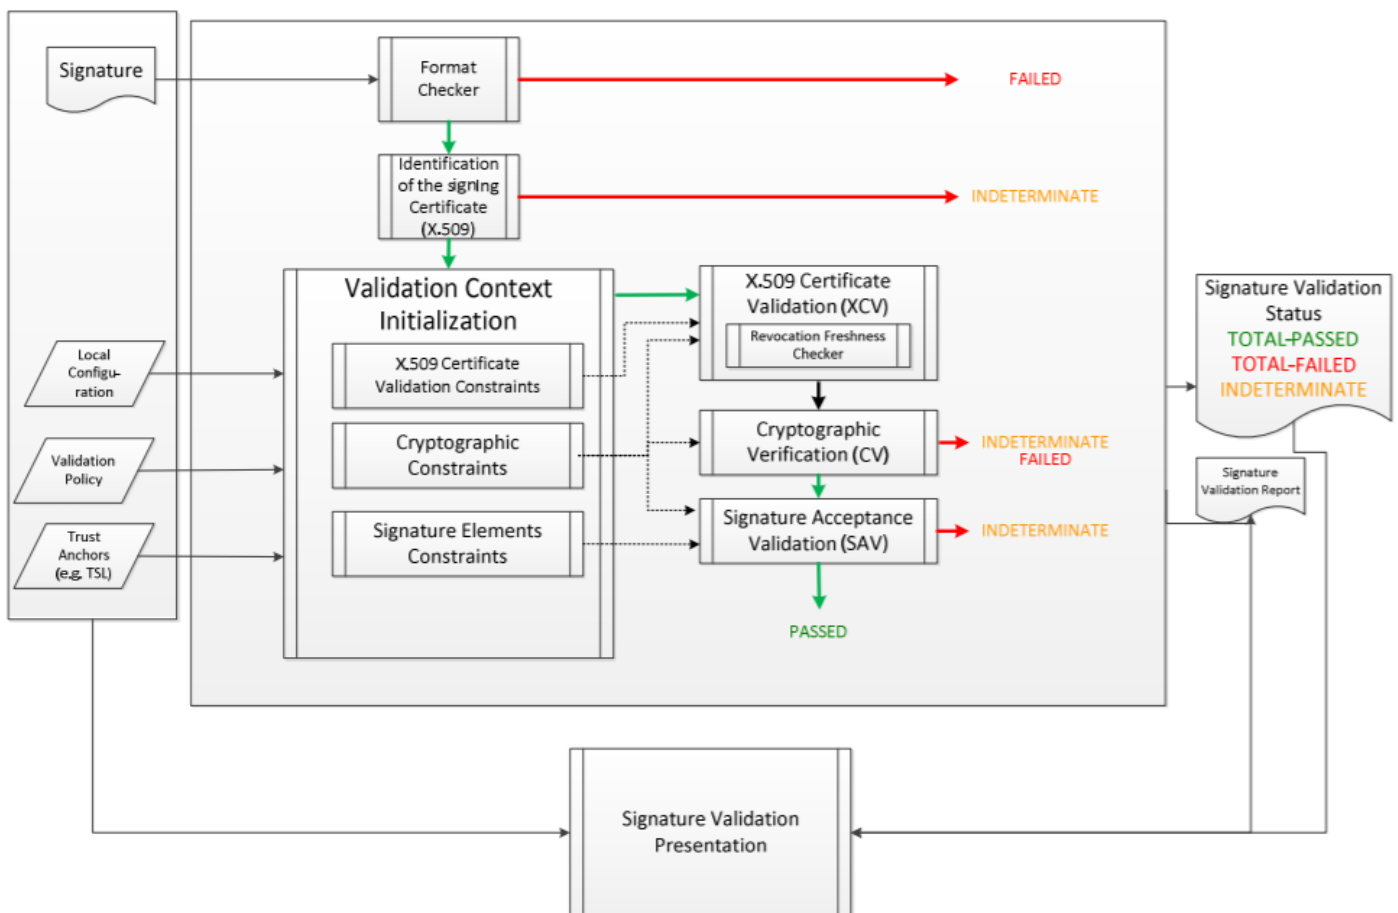 Signature
Format
Checker
FAILED
Identification
of the signing
Certificate
(X.509)
INDETERMINATE
Validation Context
Initialization
X.509 Certificate
Validation Constraints
Cryptographic
Constraints
Signature Elements
Constraints
X.509 Certificate
Validation (XCV)
Revocation Freshness
Checker
Cryptographic
Verification (CV)
INDETERMINATE
FAILED
Signature Acceptance
Validation (SAV)
INDETERMINATE
PASSED
Local
Configu-
ration
Validation
Policy
Trust
Anchors
(e.g, TSL)
Signature Validation
Status
TOTAL-PASSED
TOTAL-FAILED
INDETERMINATE
Signature
Validation Report
Signature Validation
Presentation